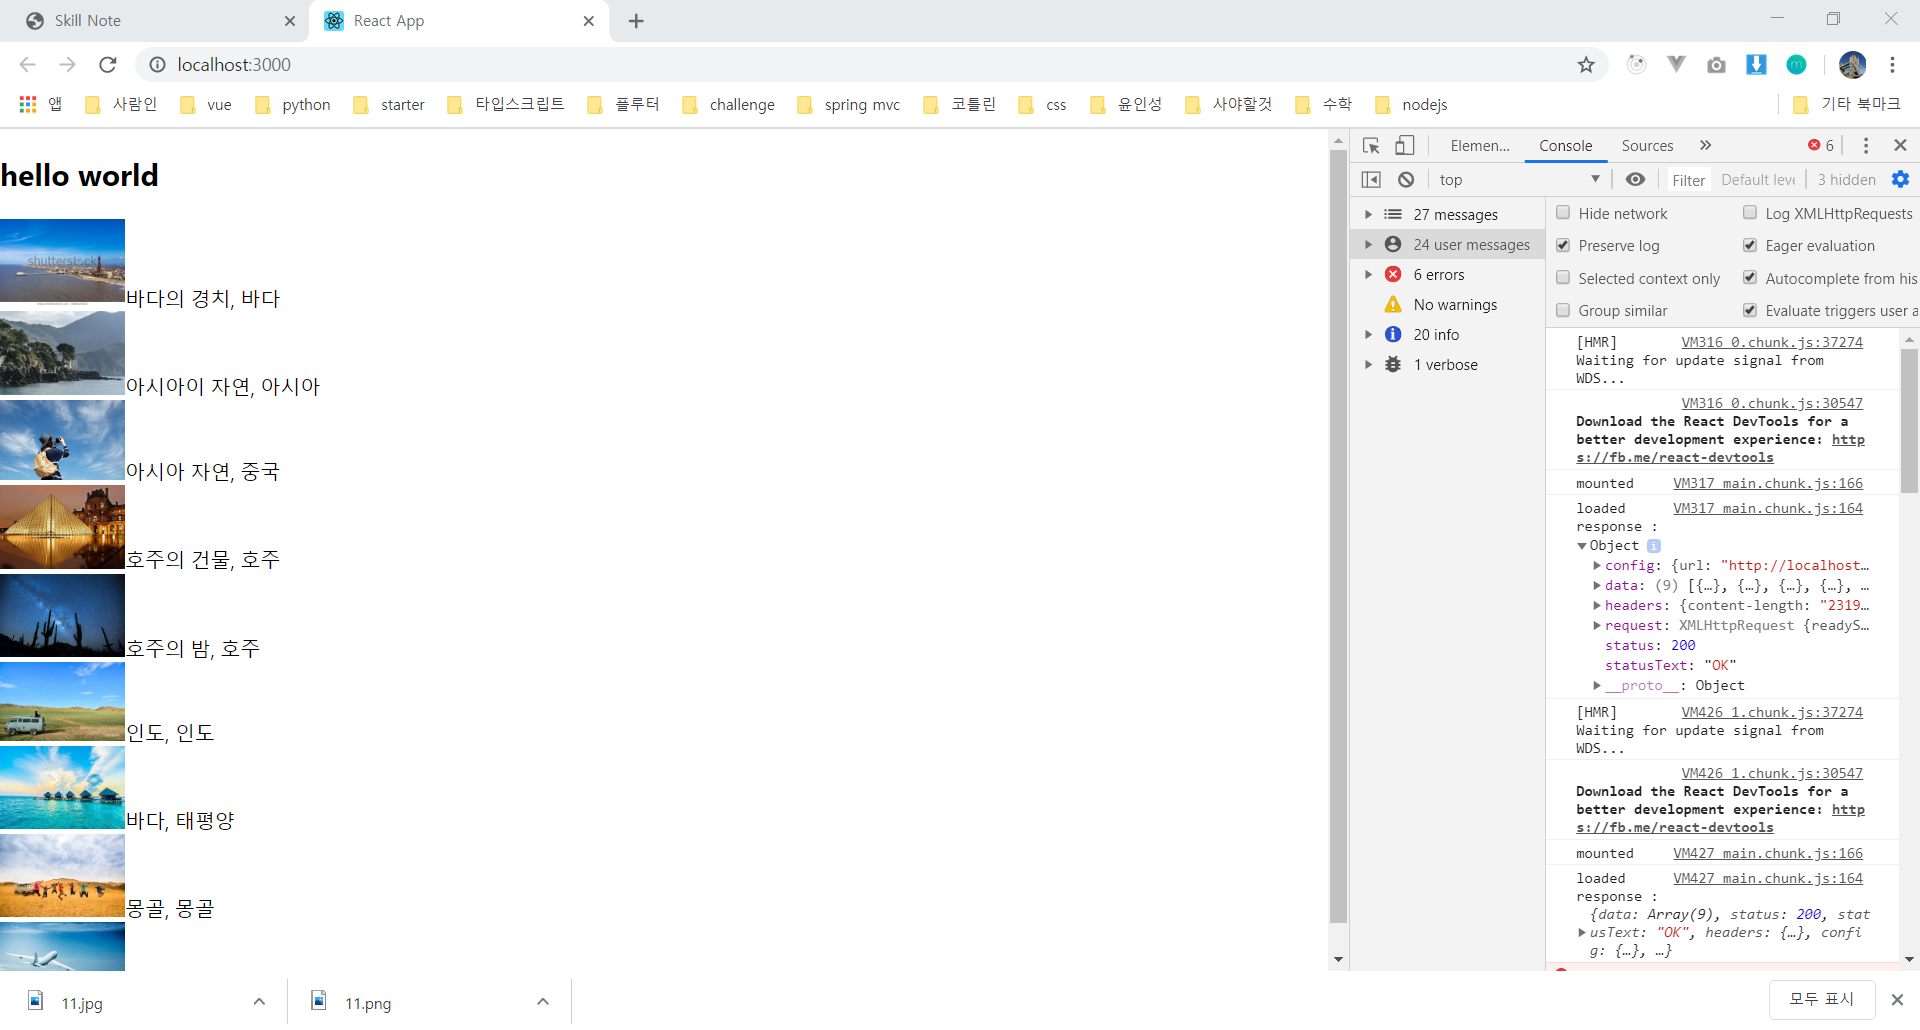 Skill Note
React App
localhost:3000
앱
사람인
vue
python
starter
타입스크립트
플루터
challenge
spring mvc
코틀린
css
윤인성
사야할것
수학
nodejs
기타 북마크
hello world
shutterstock
바다의 경치, 바다
아시아이 자연, 아시아
아시아 자연, 중국
호주의 건물, 호주
호주의 밤, 호주
인도, 인도
바다, 태평양
몽골, 몽골
Elemen...
Console
Sources
6
top
Filter
Default leve
3 hidden
27 messages
24 user messages
6 errors
No warnings
20 info
1 verbose
Hide network
Log XMLHttpRequests
Preserve log
Eager evaluation
Selected context only
Autocomplete from his
Group similar
Evaluate triggers user a
[HMR] VM316 0.chunk.js:37274
Waiting for update signal from
WDS...
VM316 0.chunk.js:30547
Download the React DevTools for a
better development experience: http
s://fb.me/react-devtools
mounted VM317 main.chunk.js:166
loaded VM317 main.chunk.js:164
response :
Object i
config: {url: "http://localhost…
data: (9) [{…}, {…}, {…}, {…}, …
headers: {content-length: "2319…
request: XMLHttpRequest {readyS…
status: 200
statusText: "OK"
__proto__: Object
[HMR] VM426 1.chunk.js:37274
Waiting for update signal from
WDS...
VM426 1.chunk.js:30547
Download the React DevTools for a
better development experience: http
s://fb.me/react-devtools
mounted VM427 main.chunk.js:166
loaded VM427 main.chunk.js:164
response :
{data: Array(9), status: 200, stat
usText: "OK", headers: {…}, confi
g: {…}, …}
11.jpg
11.png
모두 표시